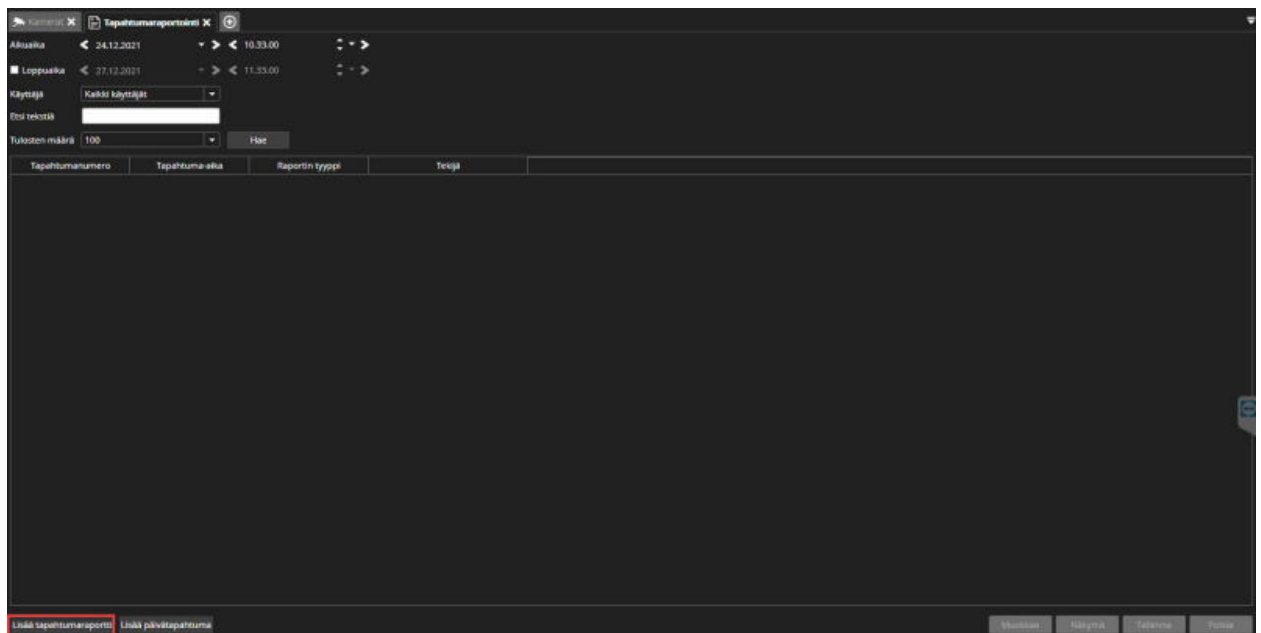 Kamerat Tapahtumaraportointi
Alkuaika 24.12.2021 10.33.00
Loppuaika 27.12.2021 11.33.00
Käyttäjä Kaikki käyttäjät
Etsi tekstiä
Tulosten määrä 100 Hae
Tapahtumanumero Tapahtuma-aika Raportin tyyppi Tekijä
Lisää tapahtumaraportti Lisää päivätapahtuma Muokkaa Näkymä Tallenna Poista